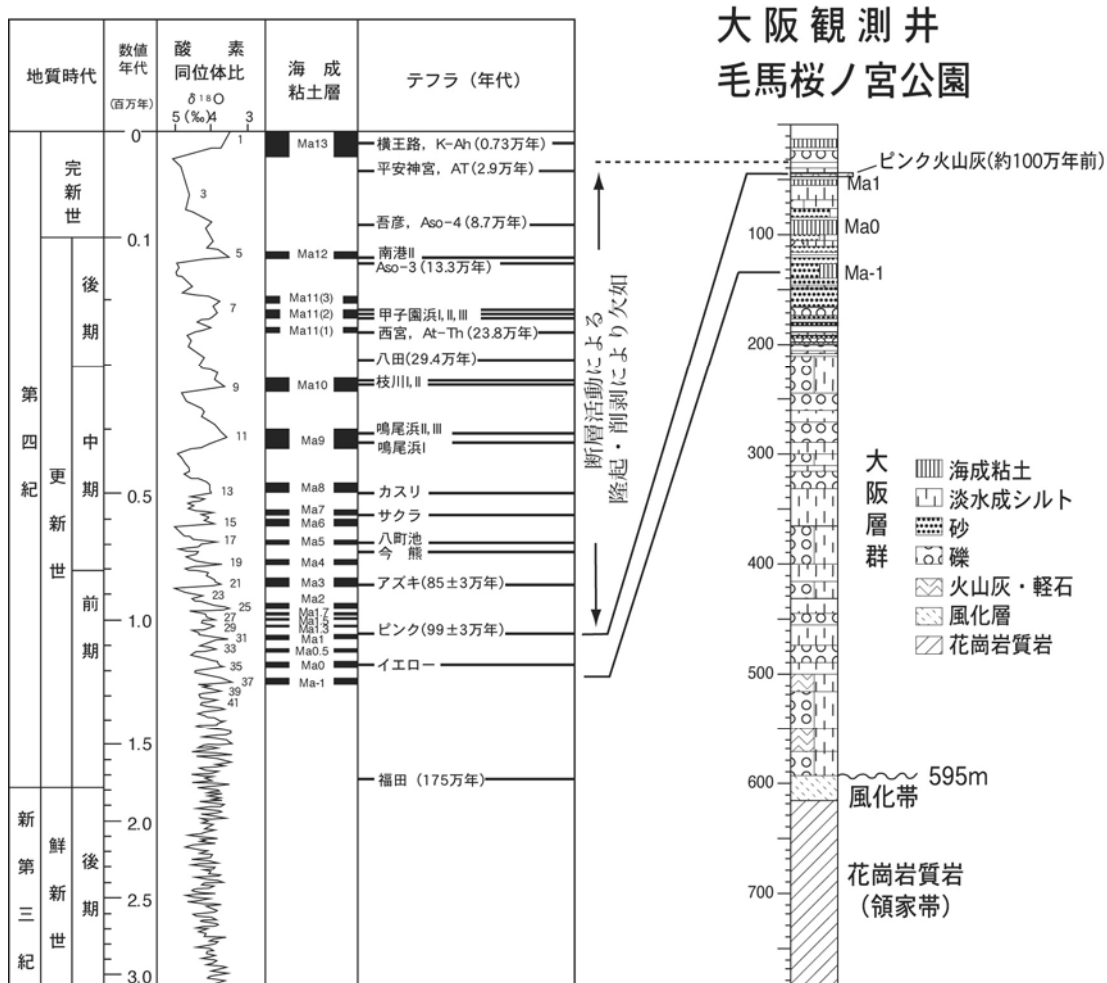 大阪観測井
毛馬桜ノ宮公園
地質時代
数値
年代
(百万年)
酸素
同位体比
δ¹⁸O
5 (‰) 4 3
海成
粘土層
テフラ（年代）
完新世
後期
中期
前期
更新世
第四紀
新第三紀
鮮新世
後期
0
0.1
0.5
1.0
1.5
2.0
2.5
3.0
1
3
5
7
9
11
13
15
17
19
21
23
25
27
29
31
33
35
37
39
41
Ma13
Ma12
Ma11(3)
Ma11(2)
Ma11(1)
Ma10
Ma9
Ma8
Ma7
Ma6
Ma5
Ma4
Ma3
Ma2
Ma1.7
Ma1.5
Ma1.3
Ma1
Ma0.5
Ma0
Ma-1
横王路，K-Ah(0.73万年)
平安神宮，AT(2.9万年)
吾彦，Aso-4(8.7万年)
南港Ⅱ
Aso-3(13.3万年)
甲子園浜Ⅰ,Ⅱ,Ⅲ
西宮，At-Th(23.8万年)
八田(29.4万年)
枝川Ⅰ,Ⅱ
鳴尾浜Ⅱ,Ⅲ
鳴尾浜Ⅰ
カスリ
サクラ
八町池
今熊
アズキ(85±3万年)
ピンク(99±3万年)
イエロー
福田(175万年)
断層活動による
隆起・削剥により欠如
ピンク火山灰(約100万年前)
Ma1
Ma0
Ma-1
100
200
300
400
500
600
700
大阪層群
海成粘土
淡水成シルト
砂
礫
火山灰・軽石
風化層
花崗岩質岩
595m
風化帯
花崗岩質岩
（領家帯）